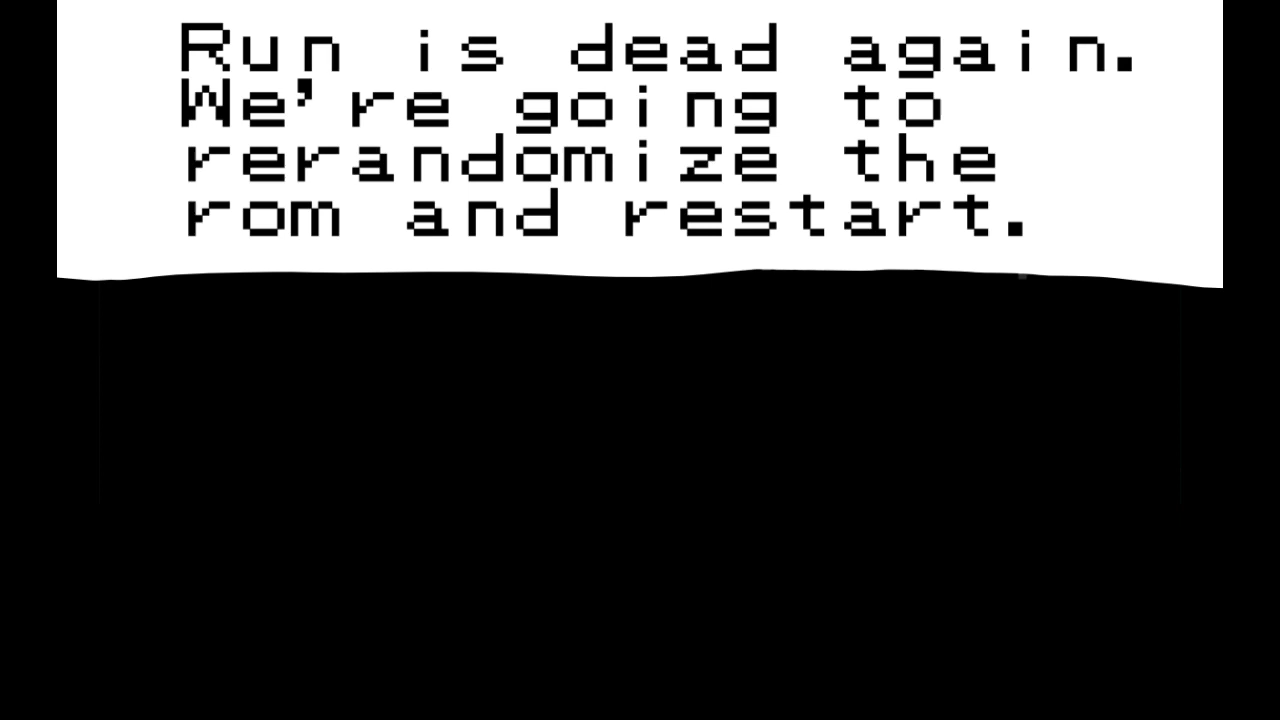 Run is dead again.
We're going to
rerandomize the
rom and restart.